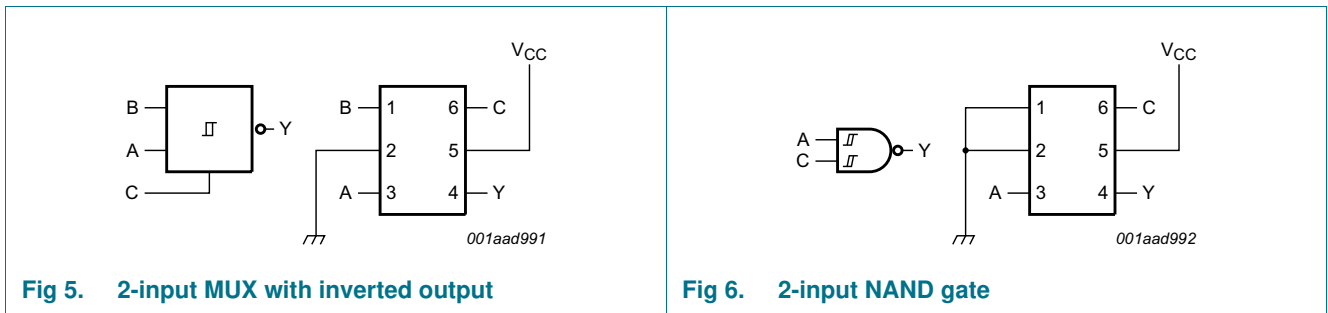 VCC
B
A
C
Y
B 1 6 C
2 5
A 3 4 Y
001aad991
Fig 5. 2-input MUX with inverted output
VCC
A
C
Y
1 6 C
2 5
A 3 4 Y
001aad992
Fig 6. 2-input NAND gate